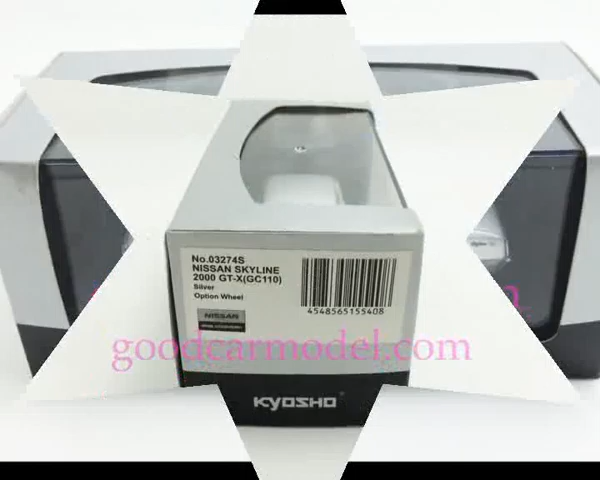 No.03274S
NISSAN SKYLINE
2000 GT-X(GC110)
Silver
Option Wheel
4548565155408
NISSAN
goodcarmodel.com
KYOSHO